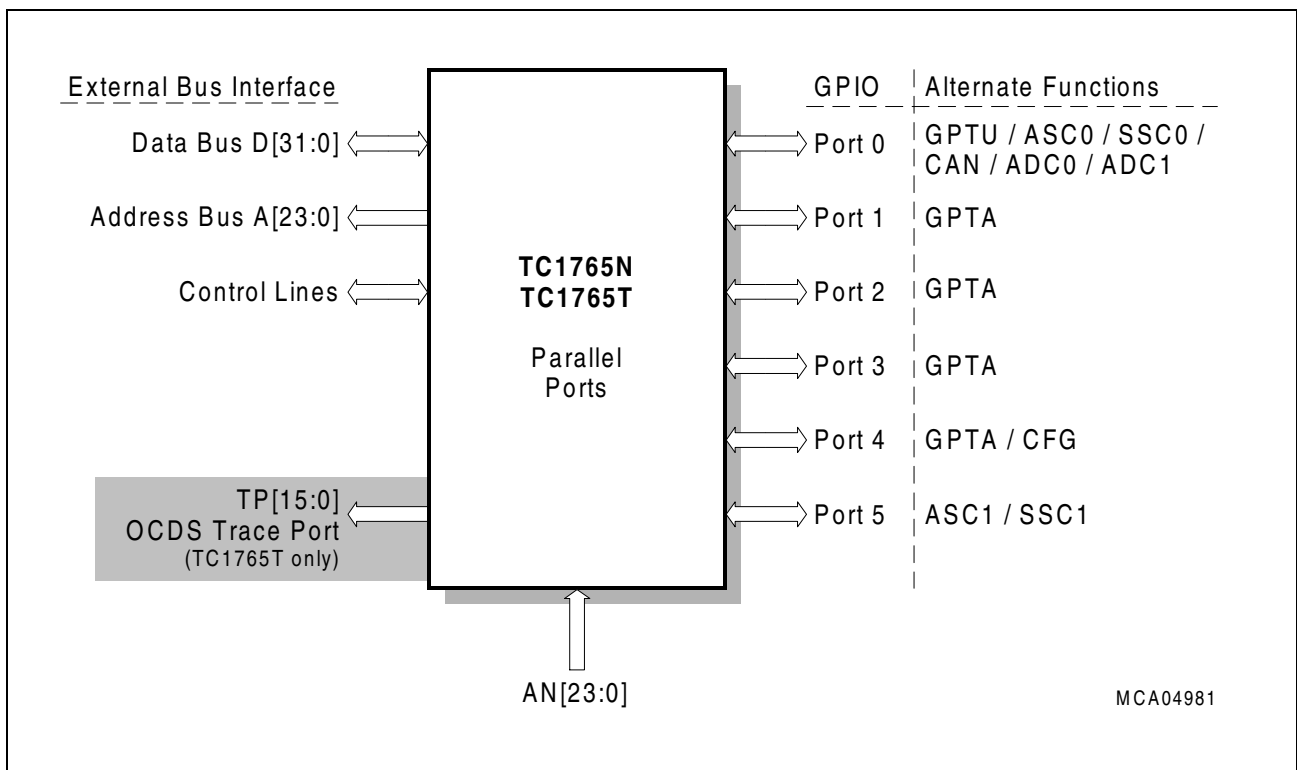 External Bus Interface
Data Bus D[31:0]
Address Bus A[23:0]
Control Lines
TP[15:0]
OCDS Trace Port
(TC1765T only)
TC1765N
TC1765T
Parallel
Ports
AN[23:0]
GPIO
Alternate Functions
Port 0
GPTU / ASC0 / SSC0 /
CAN / ADC0 / ADC1
Port 1
GPTA
Port 2
GPTA
Port 3
GPTA
Port 4
GPTA / CFG
Port 5
ASC1 / SSC1
MCA04981